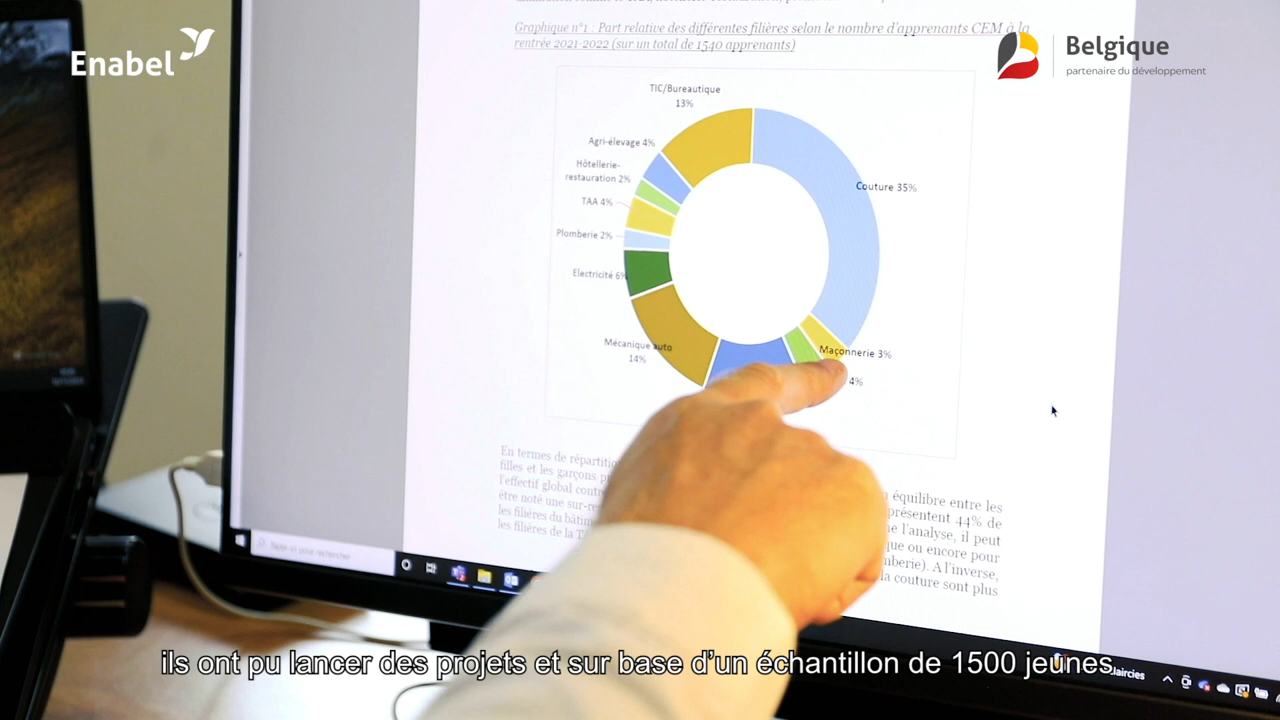 Enabel
Belgique
partenaire du développement
Graphique n°1 : Part relative des différentes filières selon le nombre d'apprenants CEM à la
rentrée 2021-2022 (sur un total de 1540 apprenants)
TIC/Bureautique
13%
Agri-élevage 4%
Hôtellerie-
restauration 2%
TAA 4%
Plomberie 2%
Electricité 6%
Mécanique auto
14%
Couture 35%
Maçonnerie 3%
4%
En termes de répartitio
filles et les garçons p
équilibre entre les
l'effectif global cont
présentent 44% de
être noté une sur-re
l'analyse, il peut
les filières du bâtim
que ou encore pour
les filières de la
mberie). A l'inverse,
la couture sont plus
ils ont pu lancer des projets et sur base d'un échantillon de 1500 jeunes
laircies